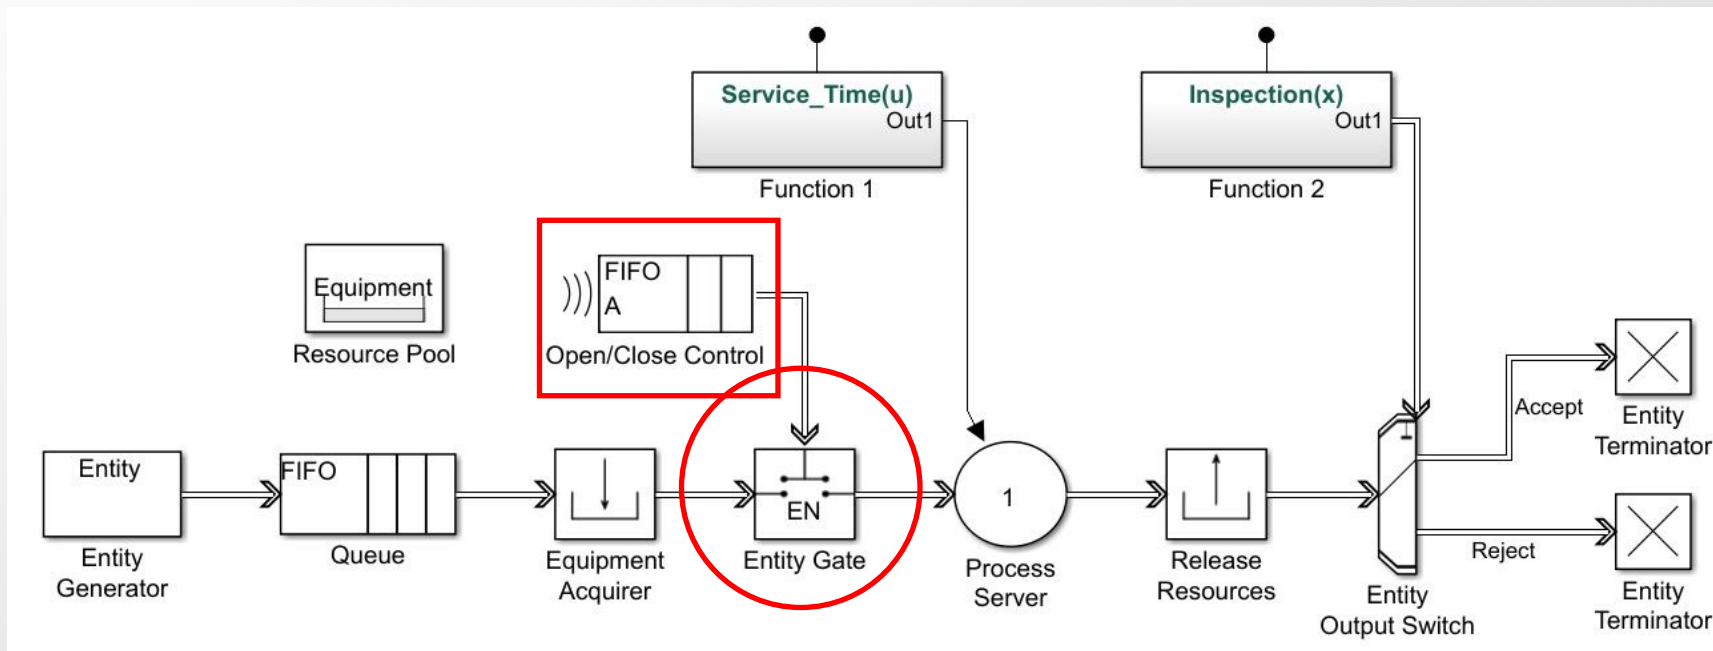 Service_Time(u)
Out1
Function 1
Inspection(x)
Out1
Function 2
Equipment
Resource Pool
FIFO
A
Open/Close Control
Entity
Entity
Generator
FIFO
Queue
Equipment
Acquirer
EN
Entity Gate
1
Process
Server
Release
Resources
Entity
Output Switch
Accept
Reject
Entity
Terminator
Entity
Terminator